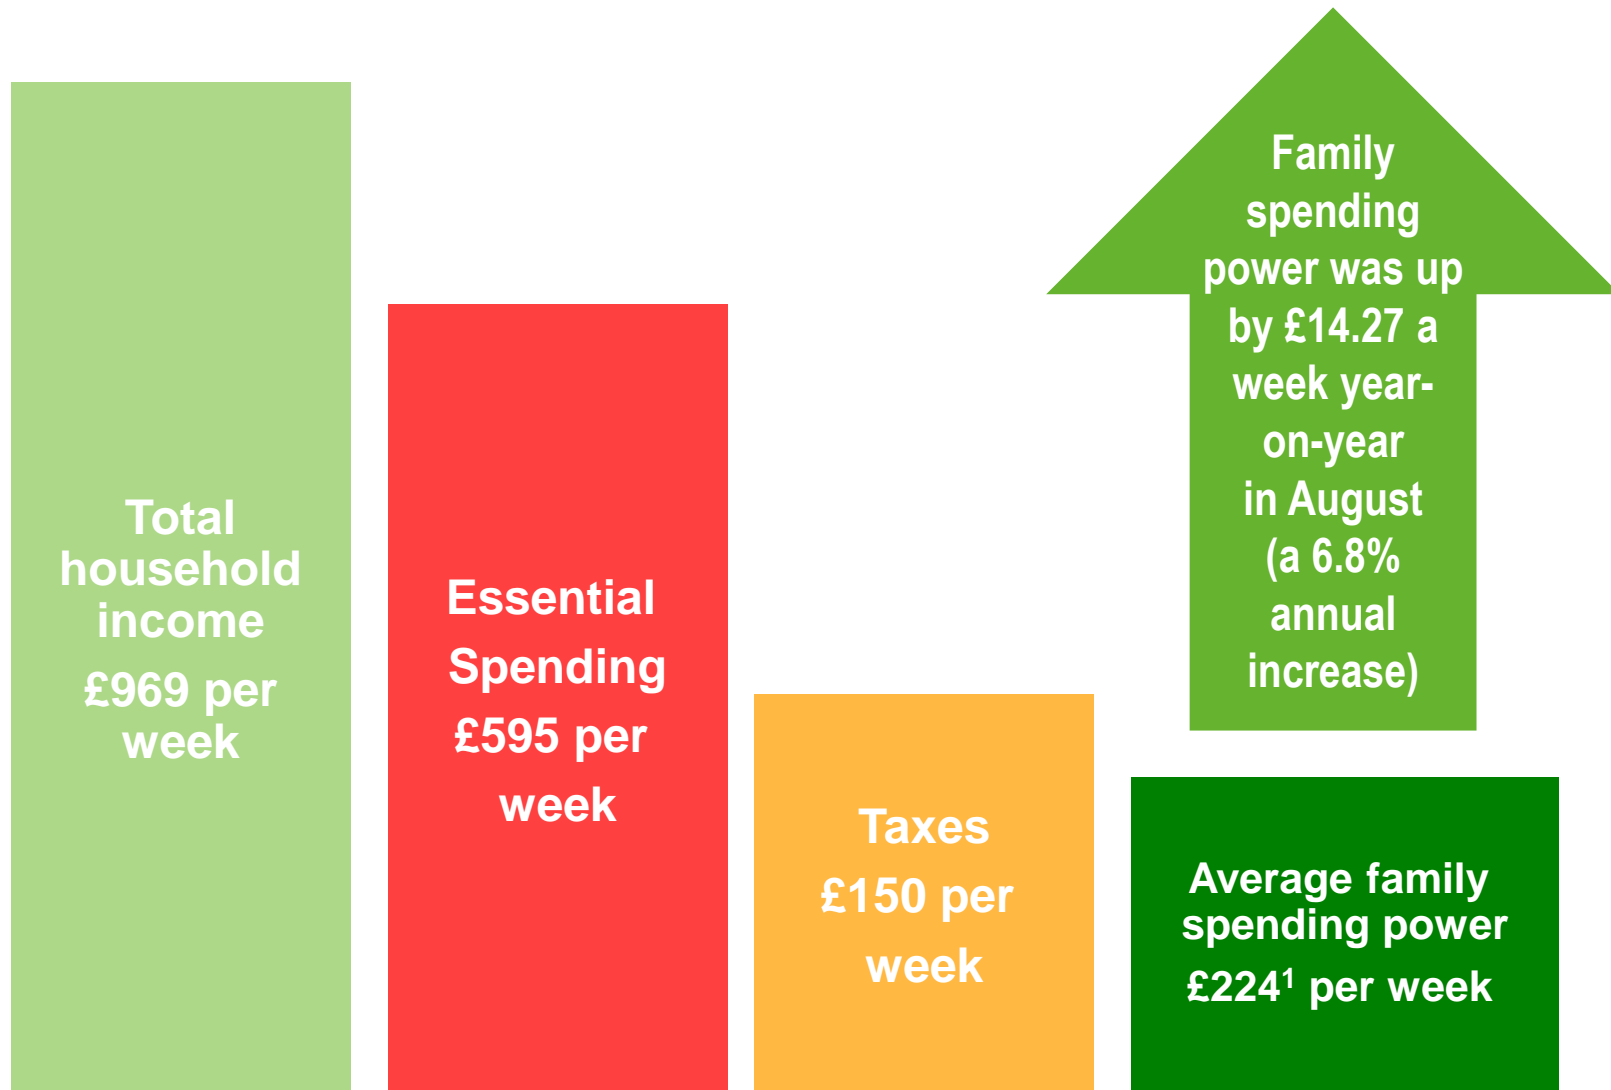 Total
household
income
£969 per
week
Essential
Spending
£595 per
week
Taxes
£150 per
week
Family
spending
power was up
by £14.27 a
week year-
on-year
in August
(a 6.8%
annual
increase)
Average family
spending power
£224¹ per week